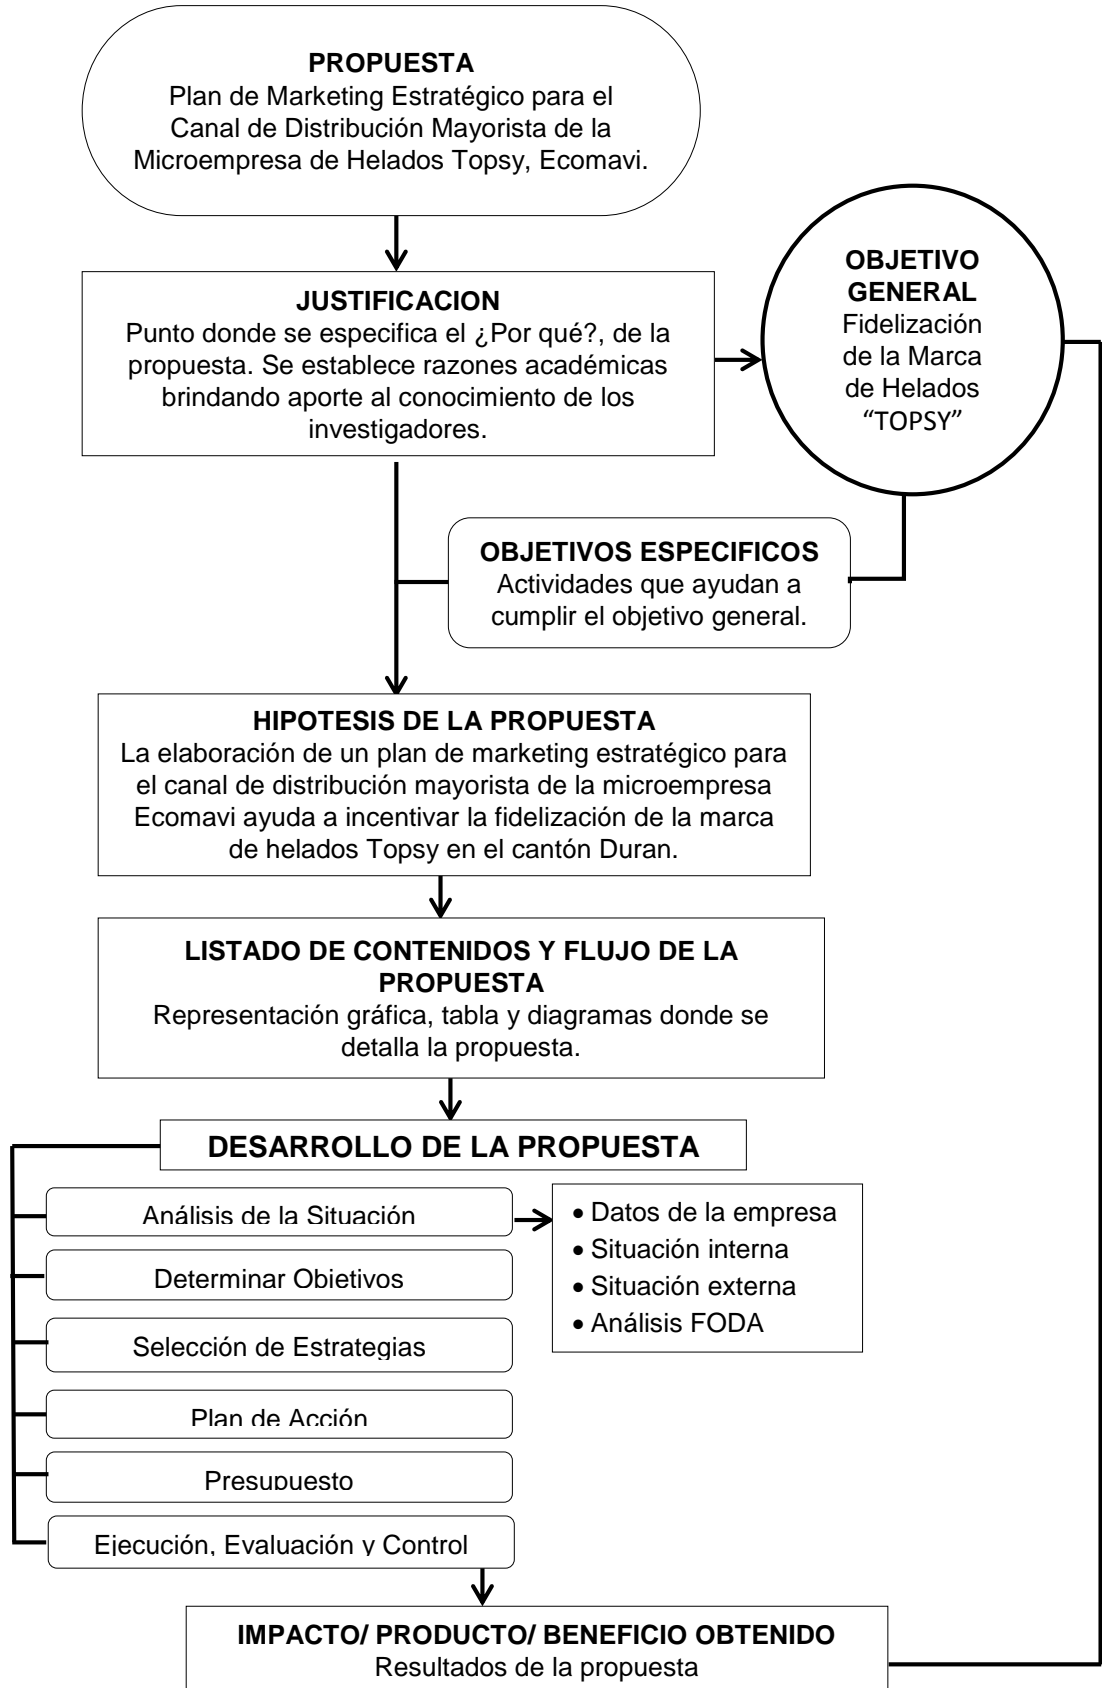 PROPUESTA
Plan de Marketing Estratégico para el
Canal de Distribución Mayorista de la
Microempresa de Helados Topsy, Ecomavi.
JUSTIFICACION
Punto donde se especifica el ¿Por qué?, de la
propuesta. Se establece razones académicas
brindando aporte al conocimiento de los
investigadores.
OBJETIVO
GENERAL
Fidelización
de la Marca
de Helados
“TOPSY”
OBJETIVOS ESPECIFICOS
Actividades que ayudan a
cumplir el objetivo general.
HIPOTESIS DE LA PROPUESTA
La elaboración de un plan de marketing estratégico para
el canal de distribución mayorista de la microempresa
Ecomavi ayuda a incentivar la fidelización de la marca
de helados Topsy en el cantón Duran.
LISTADO DE CONTENIDOS Y FLUJO DE LA
PROPUESTA
Representación gráfica, tabla y diagramas donde se
detalla la propuesta.
DESARROLLO DE LA PROPUESTA
Análisis de la Situación
• Datos de la empresa
• Situación interna
• Situación externa
• Análisis FODA
Determinar Objetivos
Selección de Estrategias
Plan de Acción
Presupuesto
Ejecución, Evaluación y Control
IMPACTO/ PRODUCTO/ BENEFICIO OBTENIDO
Resultados de la propuesta